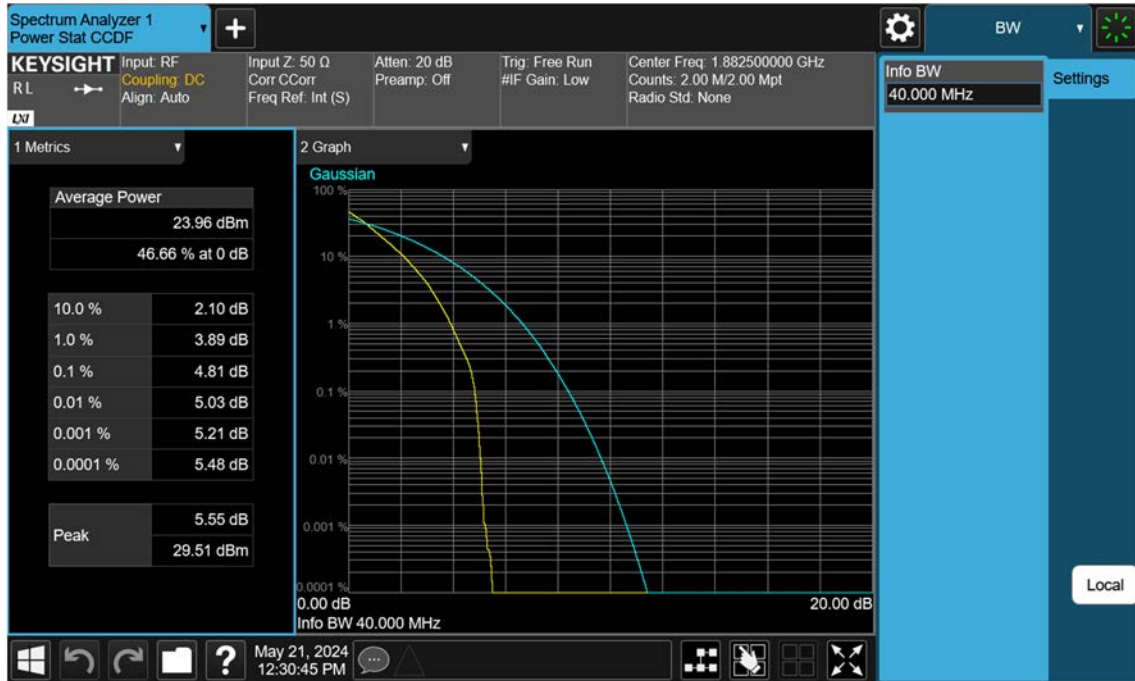 Spectrum Analyzer 1
Power Stat CCDF
+
BW
KEYSIGHT
R L
LXI
Input: RF
Coupling: DC
Align: Auto
Input Z: 50 Ω
Corr CCorr
Freq Ref: Int (S)
Atten: 20 dB
Preamp: Off
Trig: Free Run
#IF Gain: Low
Center Freq: 1.882500000 GHz
Counts: 2.00 M/2.00 Mpt
Radio Std: None
Info BW
40.000 MHz
Settings
1 Metrics
Average Power
23.96 dBm
46.66 % at 0 dB
10.0 % 2.10 dB
1.0 % 3.89 dB
0.1 % 4.81 dB
0.01 % 5.03 dB
0.001 % 5.21 dB
0.0001 % 5.48 dB
Peak 5.55 dB
29.51 dBm
2 Graph
Gaussian
100 %
10 %
1 %
0.1 %
0.01 %
0.001 %
0.0001 %
0.00 dB 20.00 dB
Info BW 40.000 MHz
Local
?
May 21, 2024
12:30:45 PM